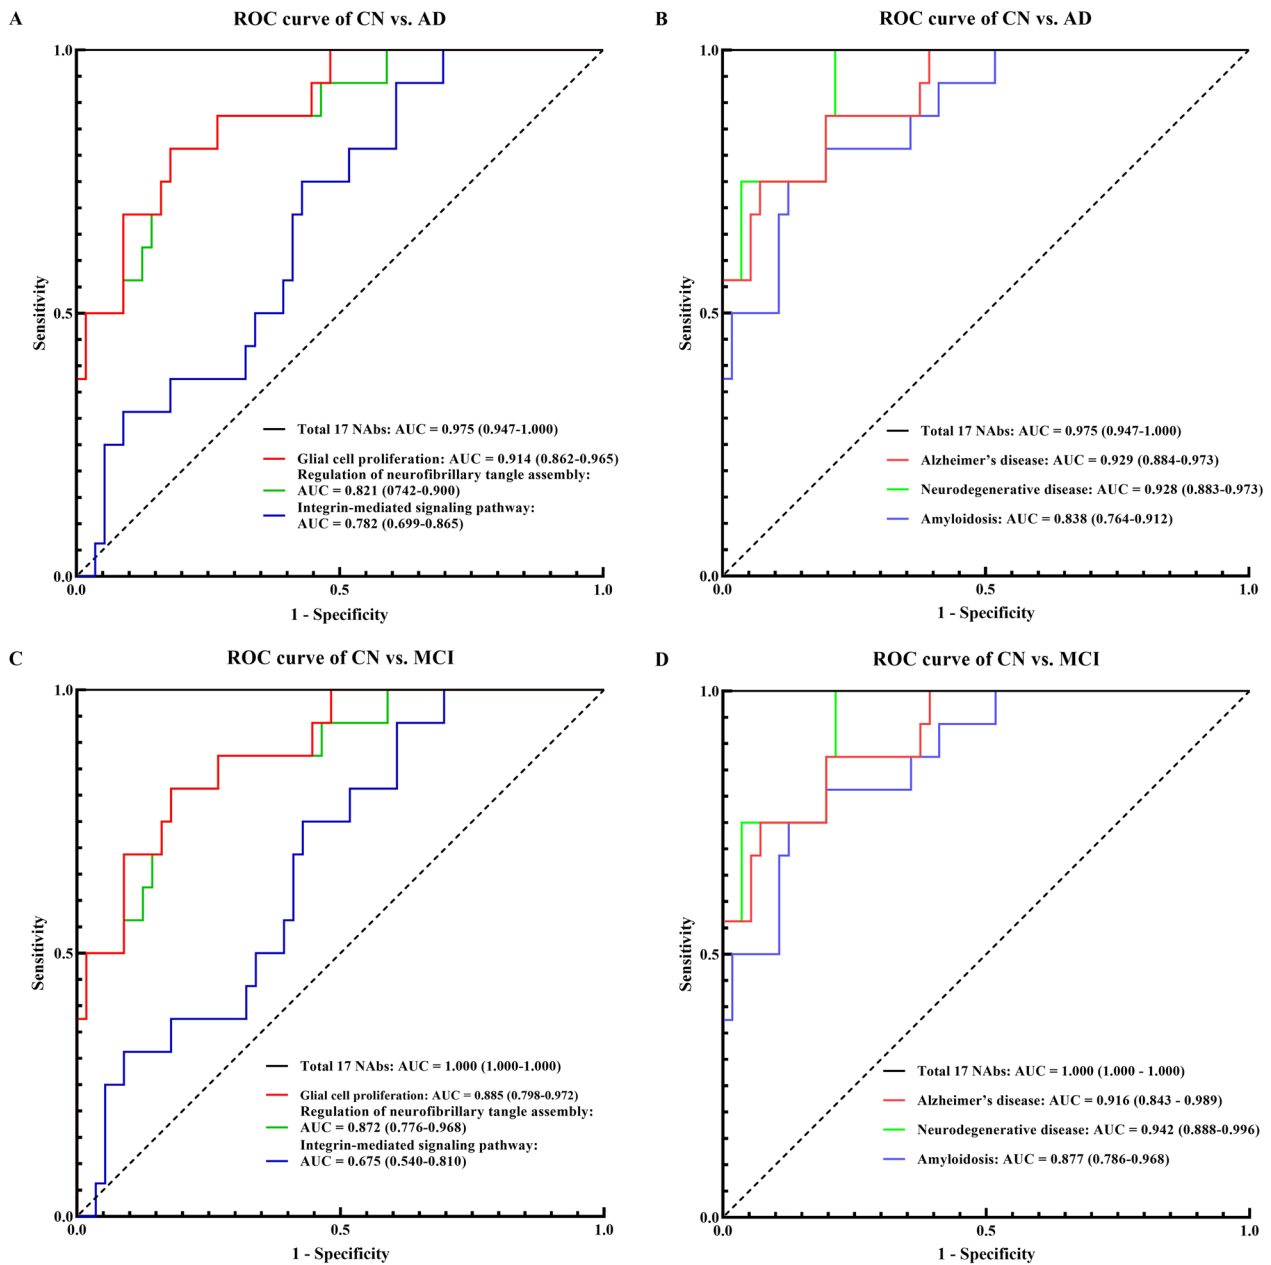 A
ROC curve of CN vs. AD
1.0
0.5
0.0
Sensitivity
Total 17 NAbs: AUC = 0.975 (0.947-1.000)
Glial cell proliferation: AUC = 0.914 (0.862-0.965)
Regulation of neurofibrillary tangle assembly:
AUC = 0.821 (0742-0.900)
Integrin-mediated signaling pathway:
AUC = 0.782 (0.699-0.865)
0.0 0.5 1.0
1 - Specificity
B
ROC curve of CN vs. AD
1.0
0.5
0.0
Sensitivity
Total 17 NAbs: AUC = 0.975 (0.947-1.000)
Alzheimer's disease: AUC = 0.929 (0.884-0.973)
Neurodegenerative disease: AUC = 0.928 (0.883-0.973)
Amyloidosis: AUC = 0.838 (0.764-0.912)
0.0 0.5 1.0
1 - Specificity
C
ROC curve of CN vs. MCI
1.0
0.5
0.0
Sensitivity
Total 17 NAbs: AUC = 1.000 (1.000-1.000)
Glial cell proliferation: AUC = 0.885 (0.798-0.972)
Regulation of neurofibrillary tangle assembly:
AUC = 0.872 (0.776-0.968)
Integrin-mediated signaling pathway:
AUC = 0.675 (0.540-0.810)
0.0 0.5 1.0
1 - Specificity
D
ROC curve of CN vs. MCI
1.0
0.5
0.0
Sensitivity
Total 17 NAbs: AUC = 1.000 (1.000 - 1.000)
Alzheimer's disease: AUC = 0.916 (0.843 - 0.989)
Neurodegenerative disease: AUC = 0.942 (0.888-0.996)
Amyloidosis: AUC = 0.877 (0.786-0.968)
0.0 0.5 1.0
1 - Specificity